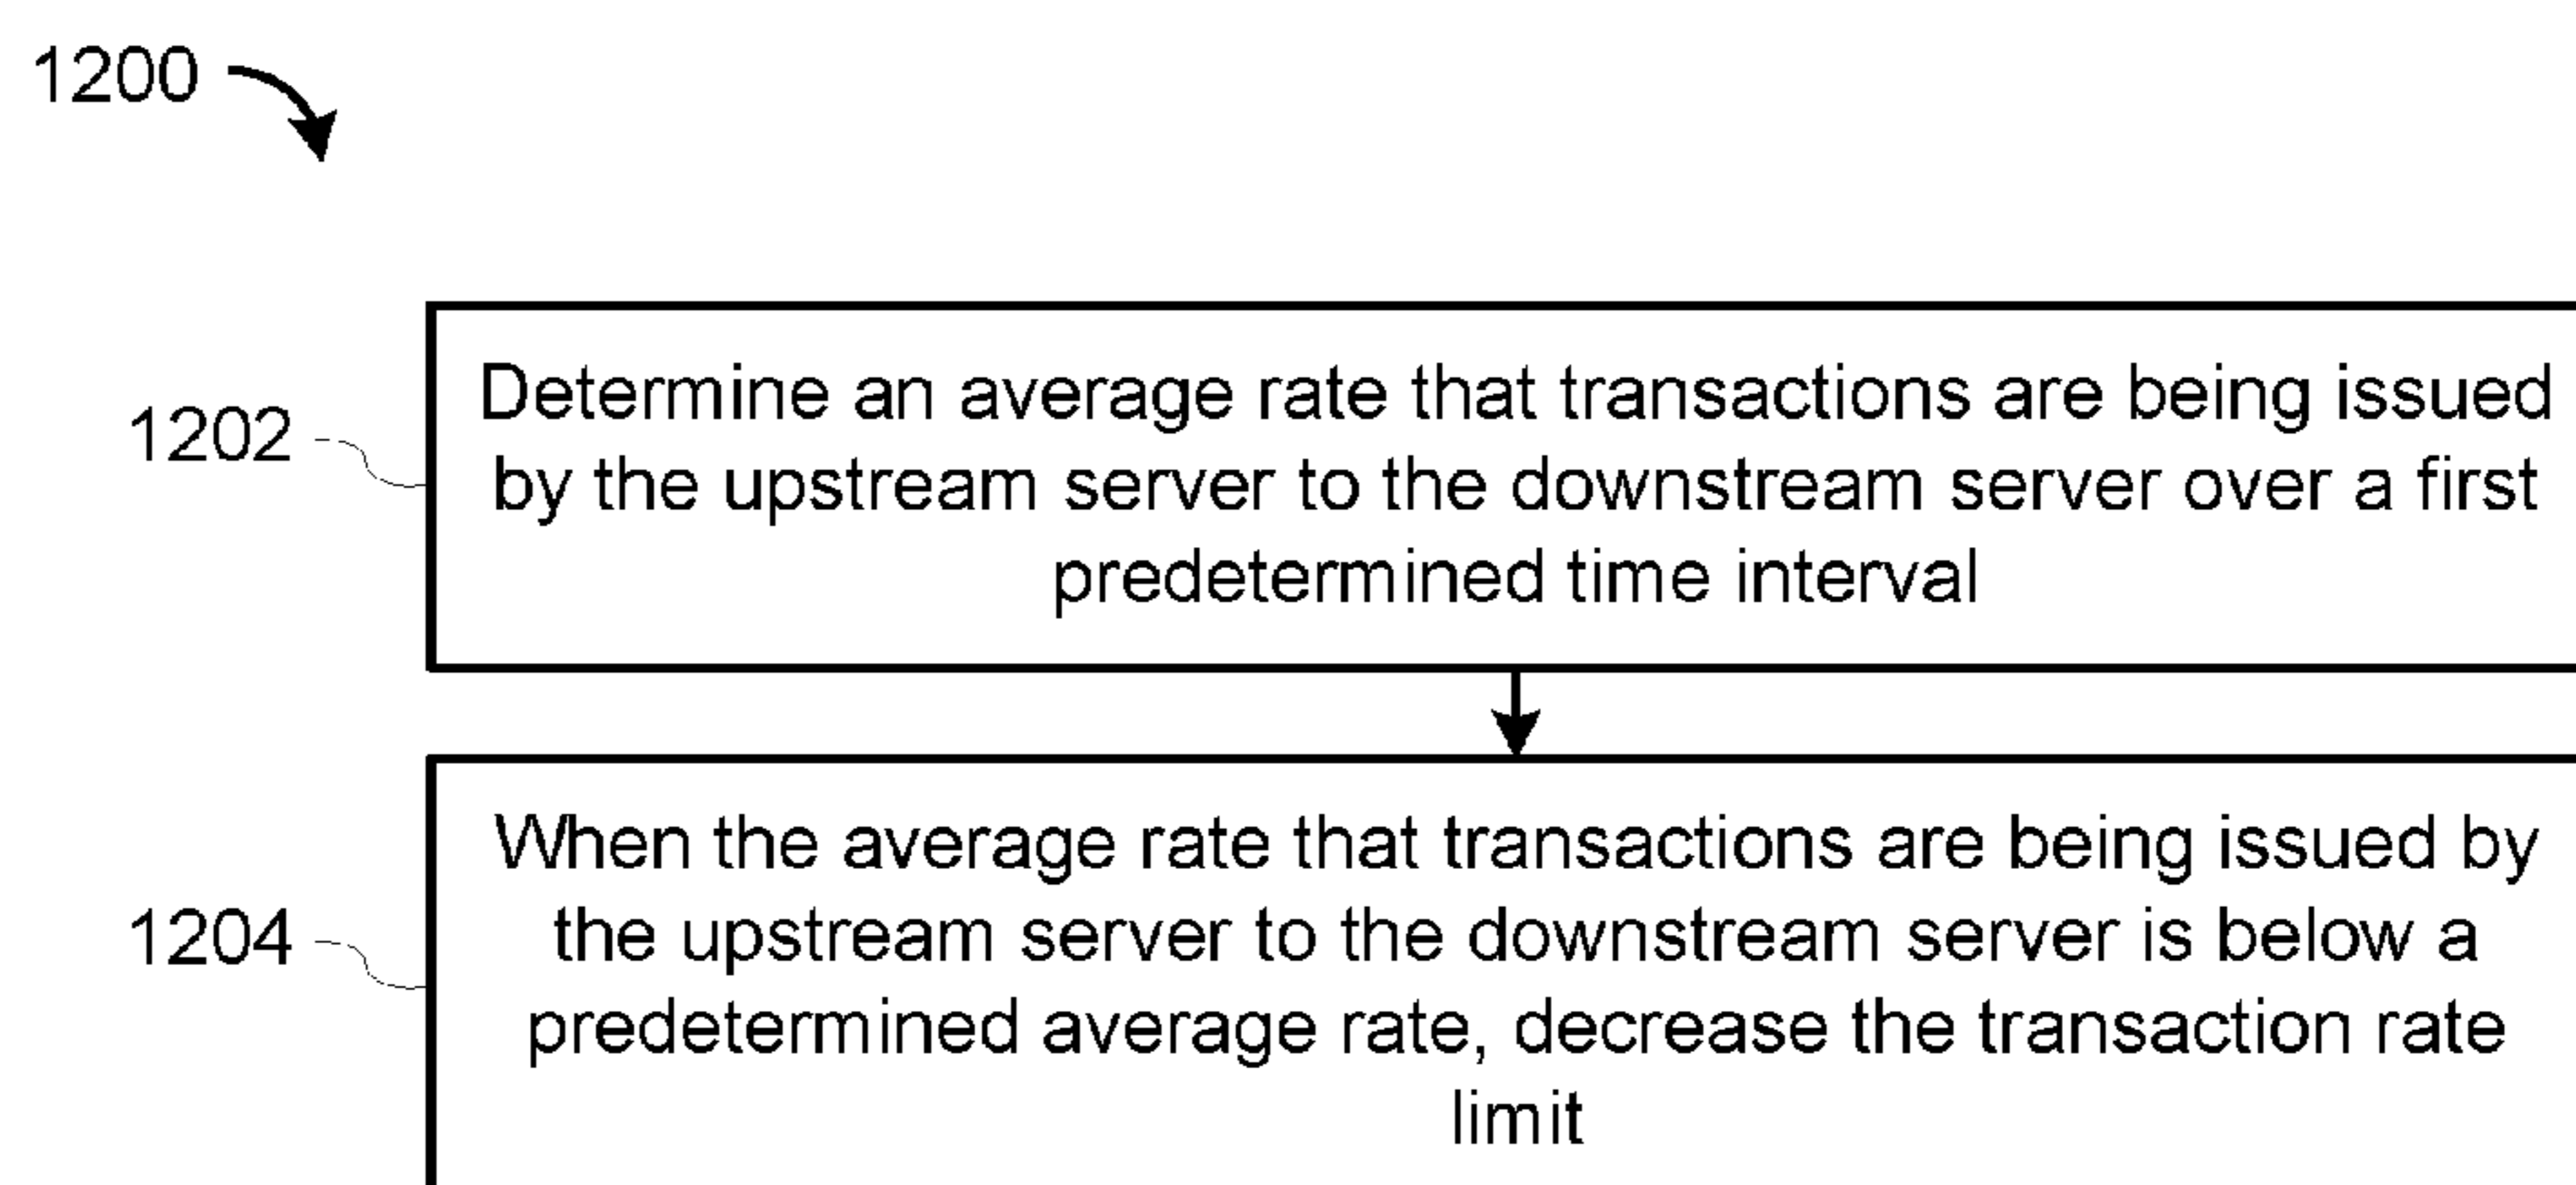 1200
1202
Determine an average rate that transactions are being issued
by the upstream server to the downstream server over a first
predetermined time interval
1204
When the average rate that transactions are being issued by
the upstream server to the downstream server is below a
predetermined average rate, decrease the transaction rate
limit